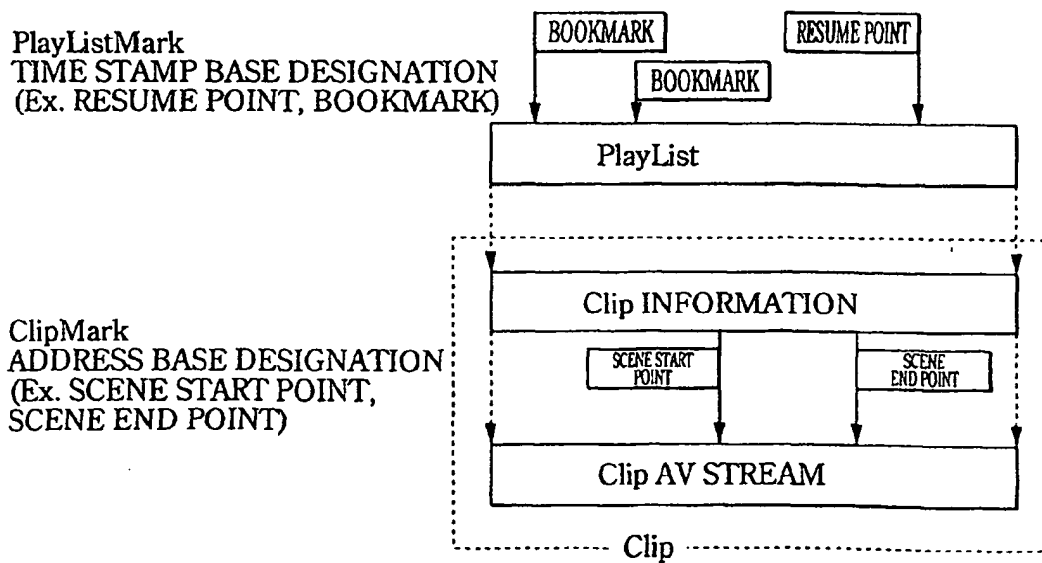 PlayListMark
TIME STAMP BASE DESIGNATION
(Ex. RESUME POINT, BOOKMARK)
BOOKMARK
RESUME POINT
BOOKMARK
PlayList
Clip INFORMATION
ClipMark
ADDRESS BASE DESIGNATION
(Ex. SCENE START POINT,
SCENE END POINT)
SCENE START
POINT
SCENE
END POINT
Clip AV STREAM
Clip